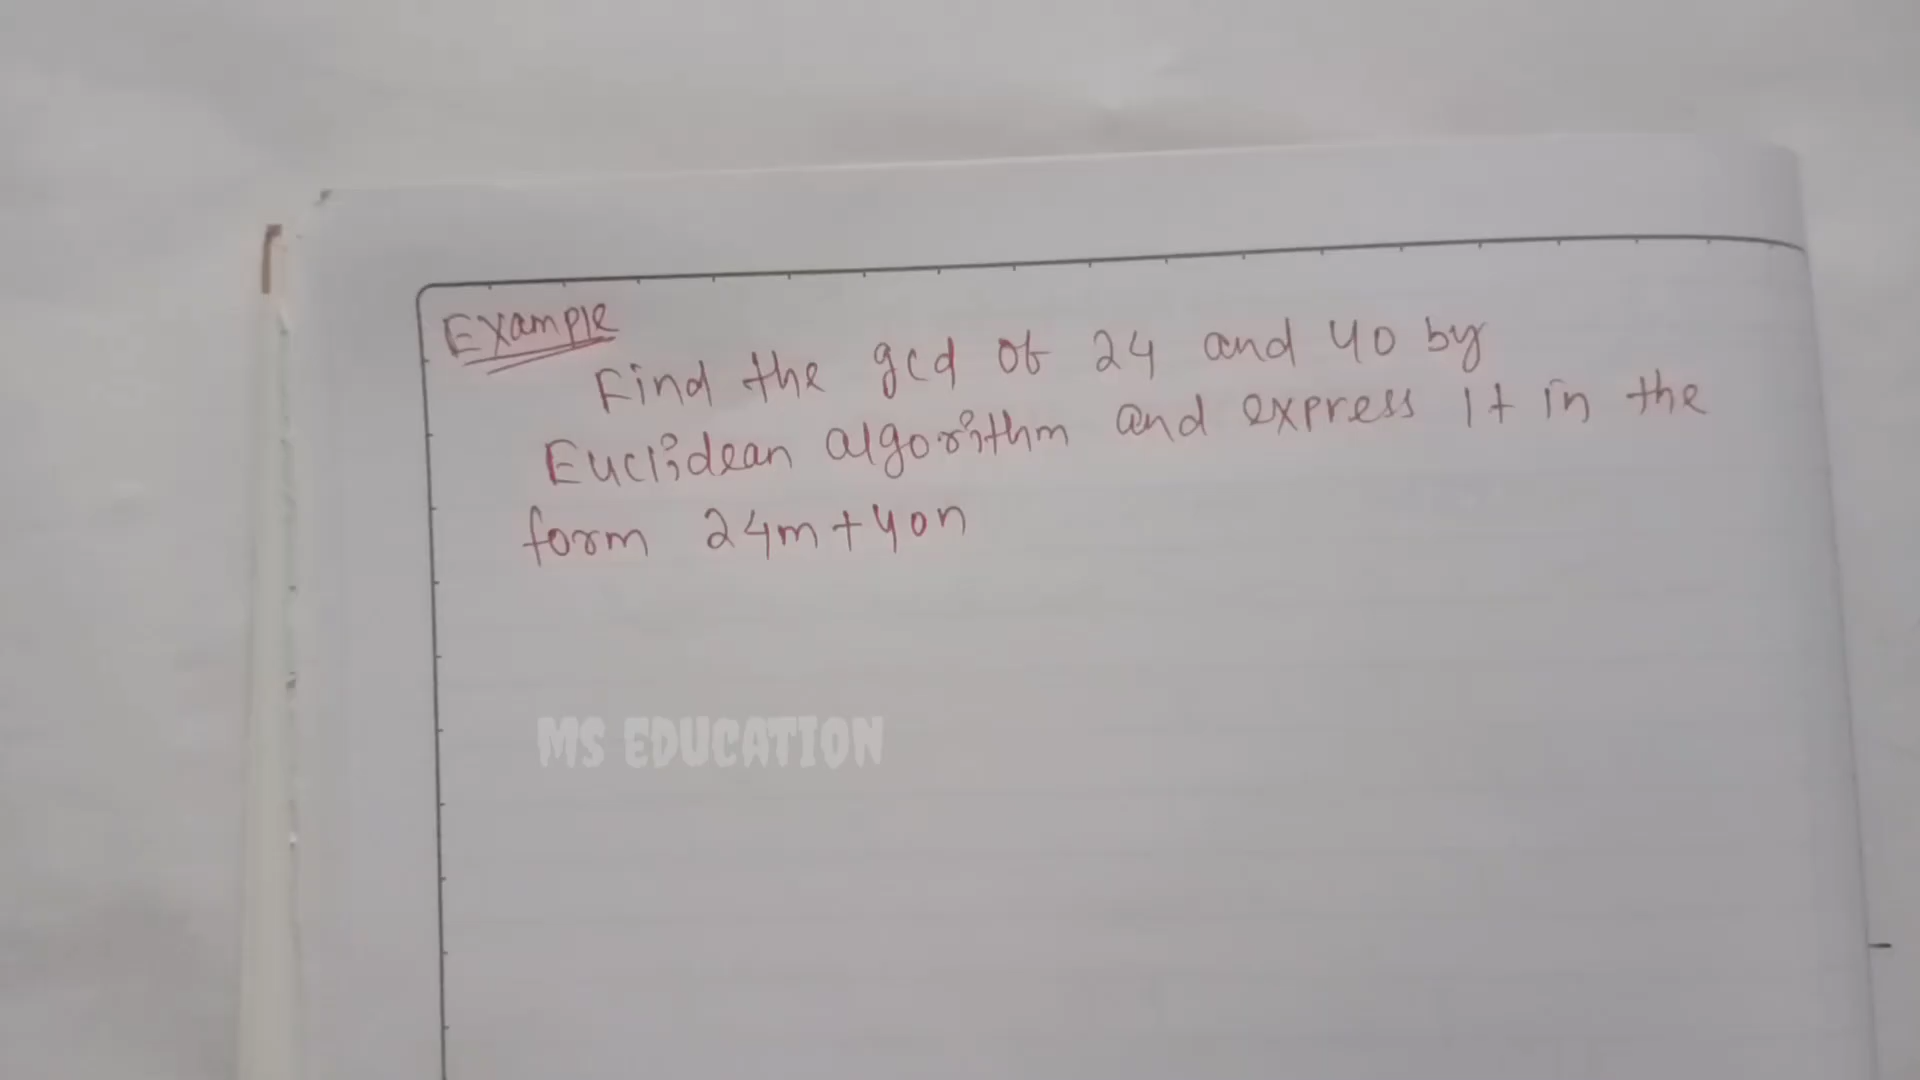 Example
Find the gcd of 24 and 40 by
Euclidean algorithm and express it in the
form 24m+40n
MS EDUCATION